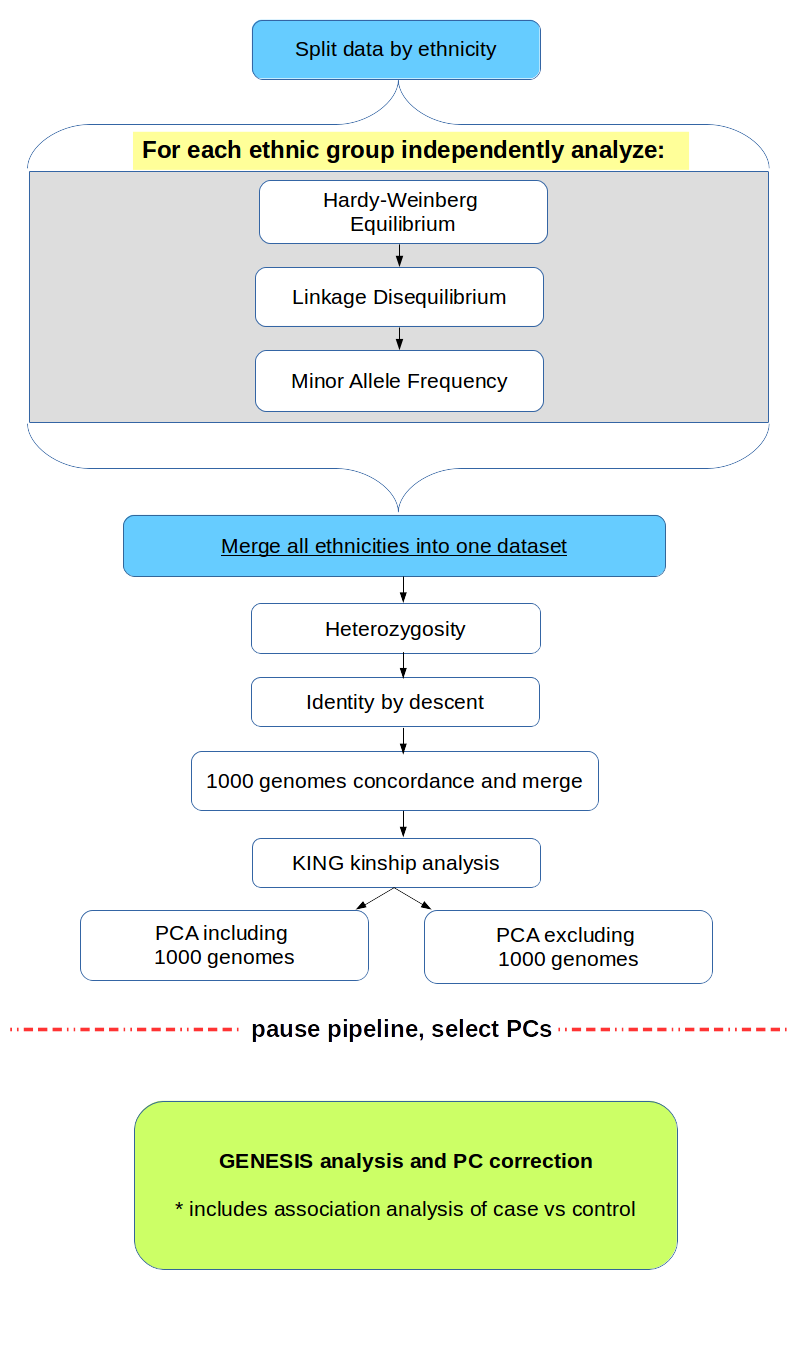 Split data by ethnicity
For each ethnic group independently analyze:
Hardy-Weinberg
Equilibrium
Linkage Disequilibrium
Minor Allele Frequency
Merge all ethnicities into one dataset
Heterozygosity
Identity by descent
1000 genomes concordance and merge
KING kinship analysis
PCA including
1000 genomes
PCA excluding
1000 genomes
pause pipeline, select PCs
GENESIS analysis and PC correction
* includes association analysis of case vs control